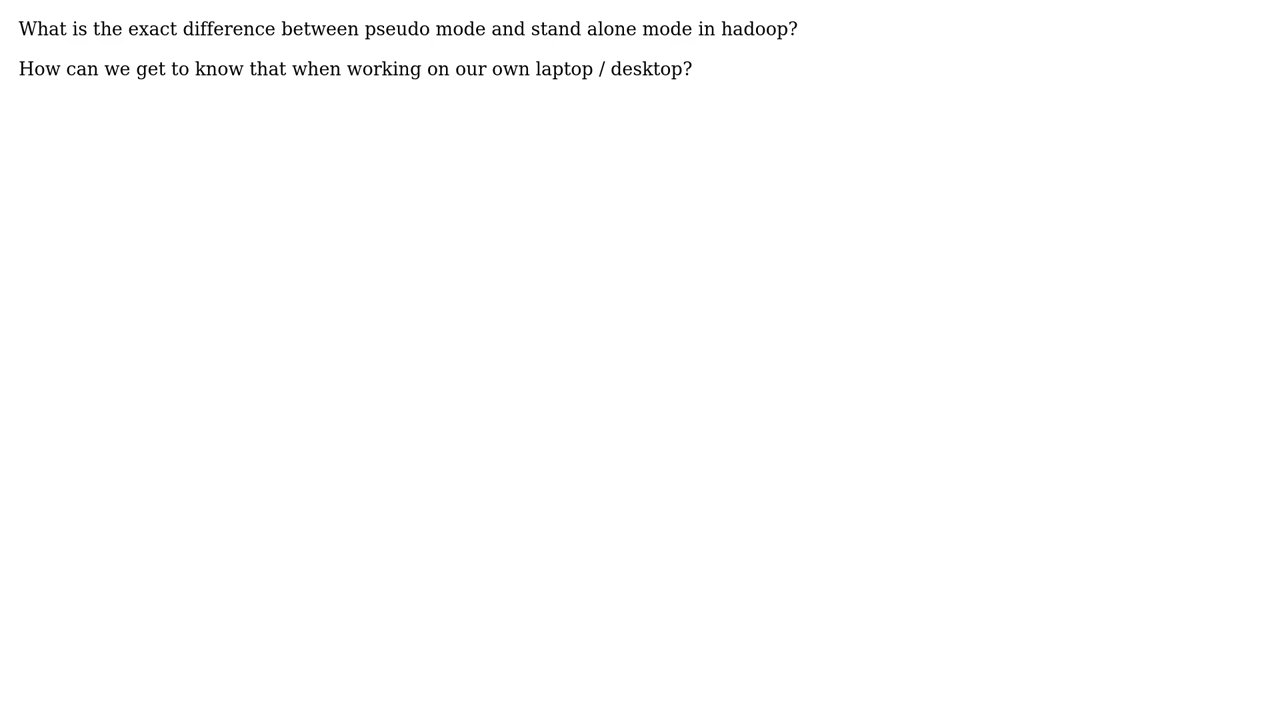 What is the exact difference between pseudo mode and stand alone mode in hadoop?
How can we get to know that when working on our own laptop / desktop?